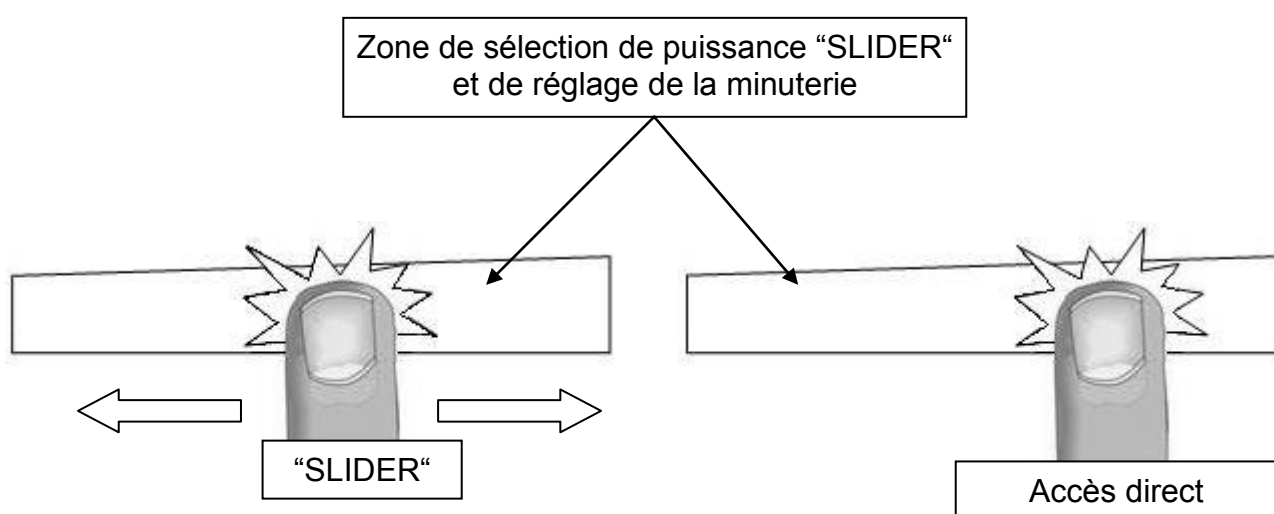 Zone de sélection de puissance “SLIDER“
et de réglage de la minuterie
“SLIDER“
Accès direct